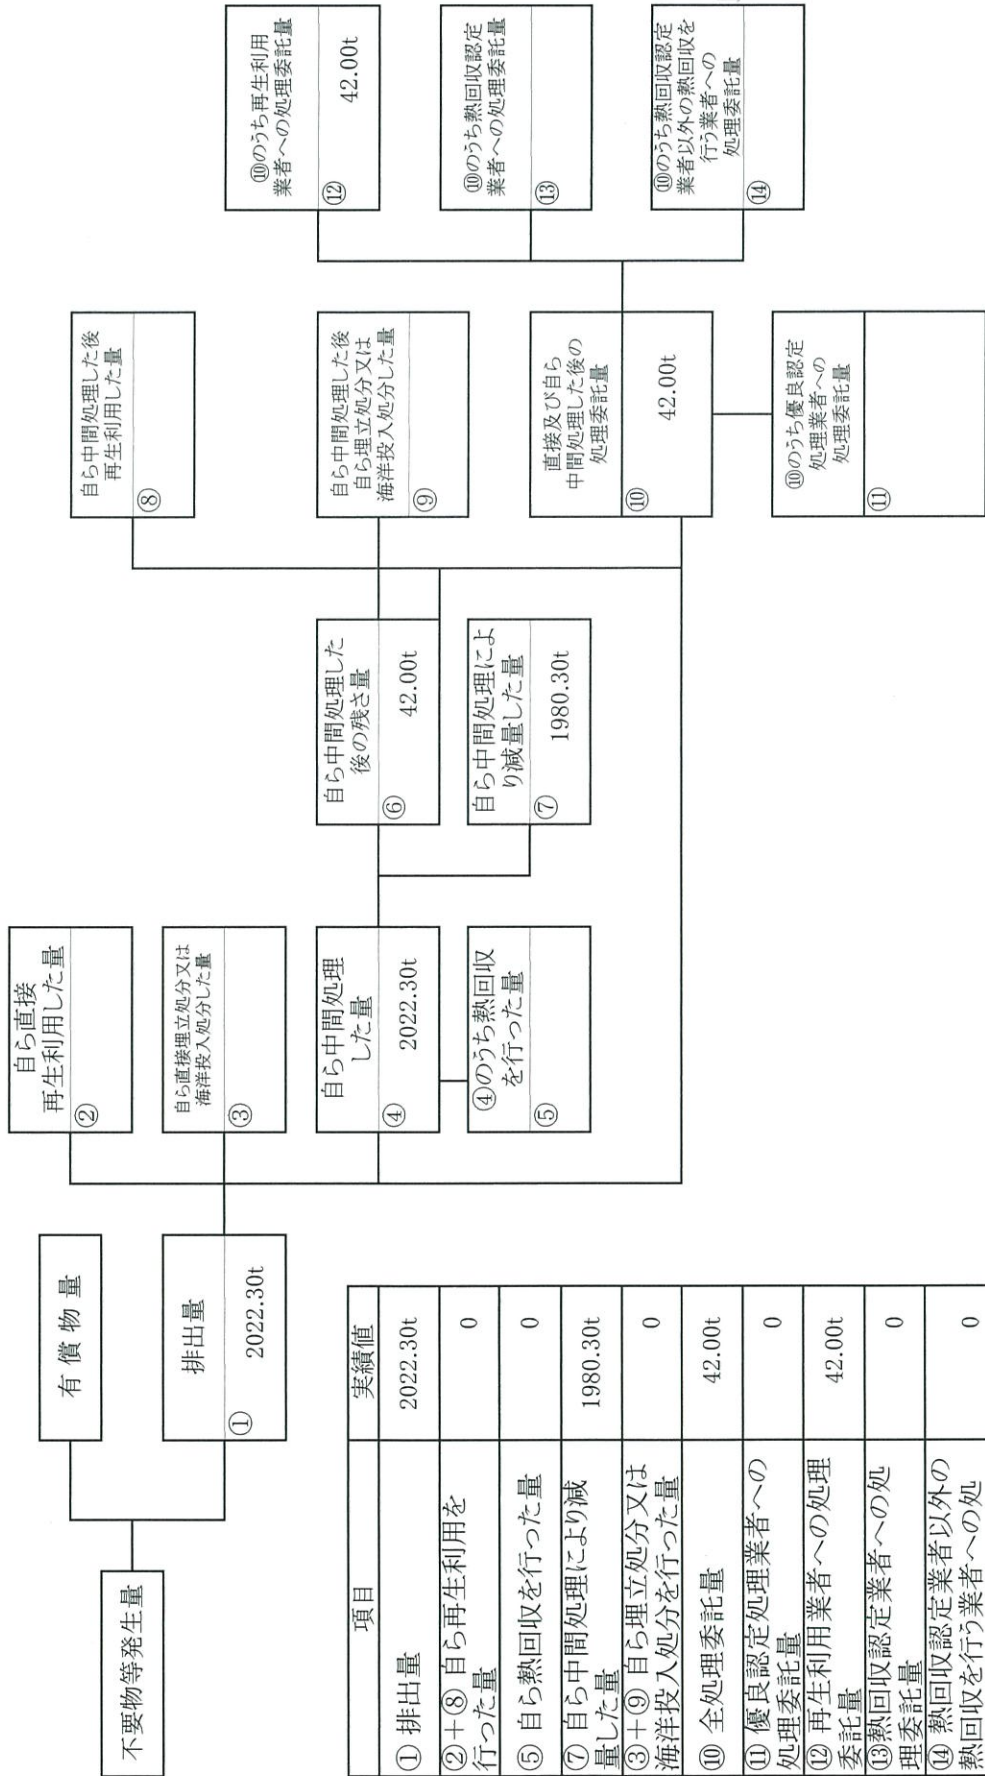 不要物等発生量
有償物量
排出量
①
2022.30t
自ら直接
再生利用した量
②
自ら直接埋立処分又は
海洋投入処分した量
③
自ら中間処理
した量
④
2022.30t
④のうち熱回収
を行った量
⑤
自ら中間処理した
後の残さ量
⑥
42.00t
自ら中間処理によ
り減量した量
⑦
1980.30t
自ら中間処理した後
再生利用した量
⑧
自ら中間処理した後
自ら埋立処分又は
海洋投入処分した量
⑨
直接及び自ら
中間処理した後の
処理委託量
⑩
42.00t
⑩のうち優良認定
処理業者への
処理委託量
⑪
⑩のうち再生利用
業者への処理委託量
⑫
42.00t
⑩のうち熱回収認定
業者への処理委託量
⑬
⑩のうち熱回収認定
業者以外の熱回収を
行う業者への
処理委託量
⑭
項目 実績値
① 排出量 2022.30t
②+⑧ 自ら再生利用を
行った量 0
⑤ 自ら熱回収を行った量 0
⑦ 自ら中間処理により減
量した量 1980.30t
③+⑨ 自ら埋立処分又は
海洋投入処分を行った量 0
⑩ 全処理委託量 42.00t
⑪ 優良認定処理業者への
処理委託量 0
⑫ 再生利用業者への処理
委託量 42.00t
⑬熱回収認定業者への処
理委託量 0
⑭ 熱回収認定業者以外の
熱回収を行う業者への処 0